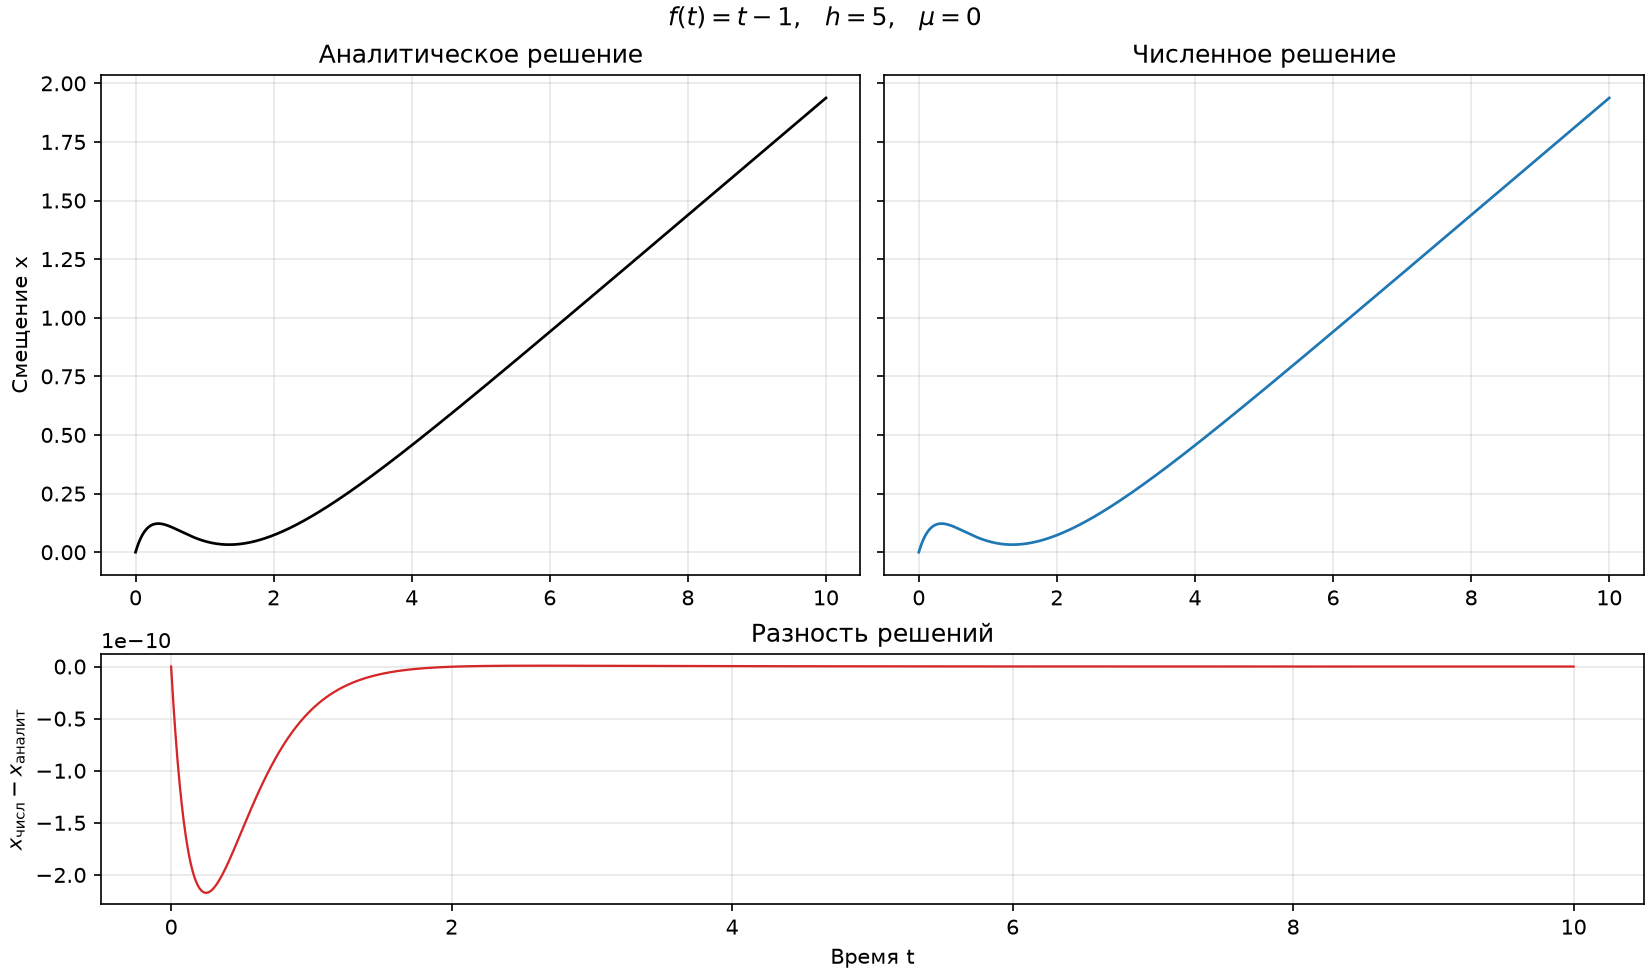 f(t) = t − 1,   h = 5,   μ = 0
Аналитическое решение
Численное решение
2.00
1.75
1.50
1.25
1.00
0.75
0.50
0.25
0.00
Смещение x
0 2 4 6 8 10
0 2 4 6 8 10
Разность решений
1e−10
0.0
−0.5
−1.0
−1.5
−2.0
xчисл − xаналит
0 2 4 6 8 10
Время t